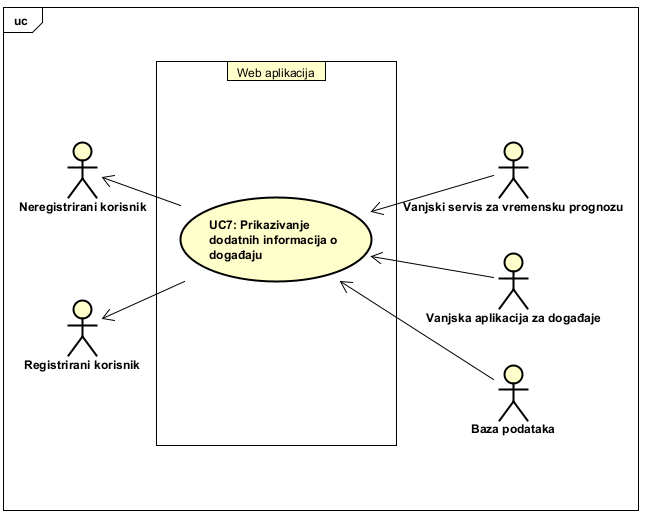 uc
Web aplikacija
Neregistrirani korisnik
Vanjski servis za vremensku prognozu
UC7: Prikazivanje
dodatnih informacija o
događaju
Vanjska aplikacija za događaje
Registrirani korisnik
Baza podataka